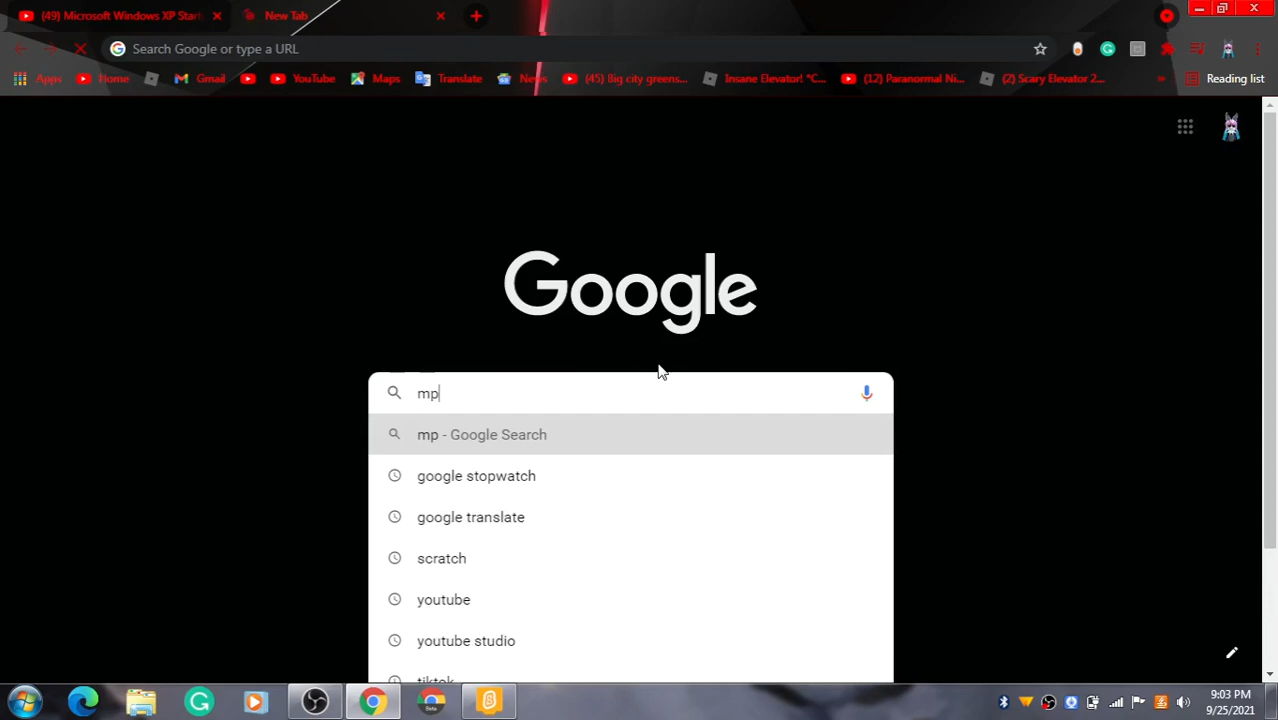 (49) Microsoft Windows XP Start
New Tab
Search Google or type a URL
Apps
Home
Gmail
YouTube
Maps
Translate
News
(45) Big city greens...
Insane Elevator! *C...
(12) Paranormal Ni...
(2) Scary Elevator 2...
»
Reading list
Google
mp
mp - Google Search
google stopwatch
google translate
scratch
youtube
youtube studio
tiktok
Beta
9:03 PM
9/25/2021